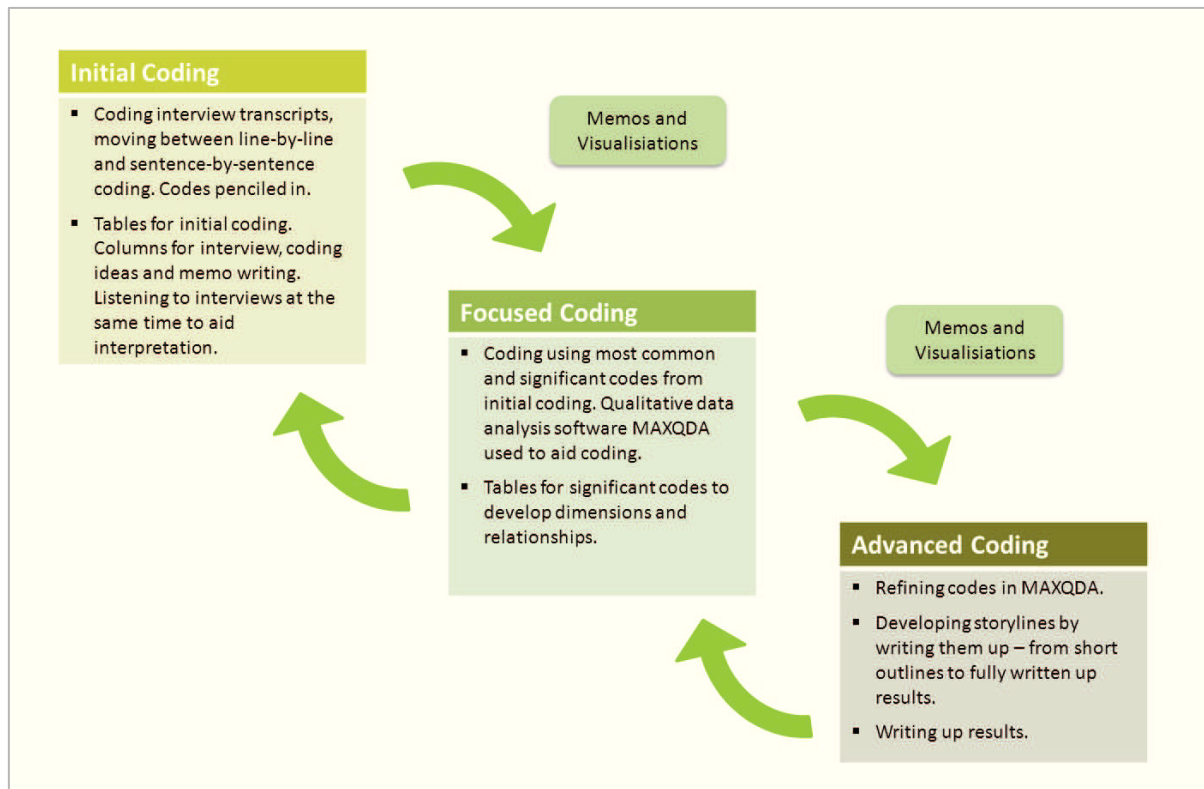 Initial Coding
▪ Coding interview transcripts,
moving between line-by-line
and sentence-by-sentence
coding. Codes penciled in.
▪ Tables for initial coding.
Columns for interview, coding
ideas and memo writing.
Listening to interviews at the
same time to aid
interpretation.
Memos and
Visualisiations
Focused Coding
▪ Coding using most common
and significant codes from
initial coding. Qualitative data
analysis software MAXQDA
used to aid coding.
▪ Tables for significant codes to
develop dimensions and
relationships.
Memos and
Visualisiations
Advanced Coding
▪ Refining codes in MAXQDA.
▪ Developing storylines by
writing them up – from short
outlines to fully written up
results.
▪ Writing up results.